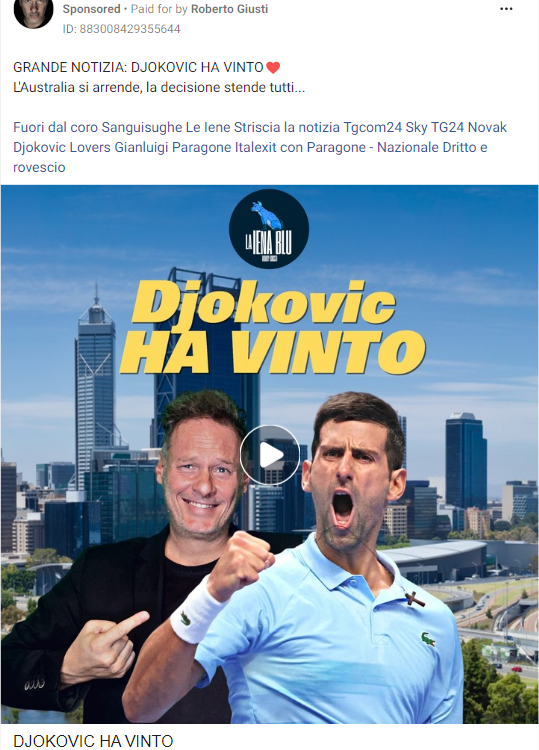 Sponsored • Paid for by Roberto Giusti
ID: 883008429355644
GRANDE NOTIZIA: DJOKOVIC HA VINTO❤️
L'Australia si arrende, la decisione stende tutti...
Fuori dal coro Sanguisughe Le Iene Striscia la notizia Tgcom24 Sky TG24 Novak
Djokovic Lovers Gianluigi Paragone Italexit con Paragone - Nazionale Dritto e
rovescio
LA
IENA BLU
Djokovic
HA VINTO
DJOKOVIC HA VINTO